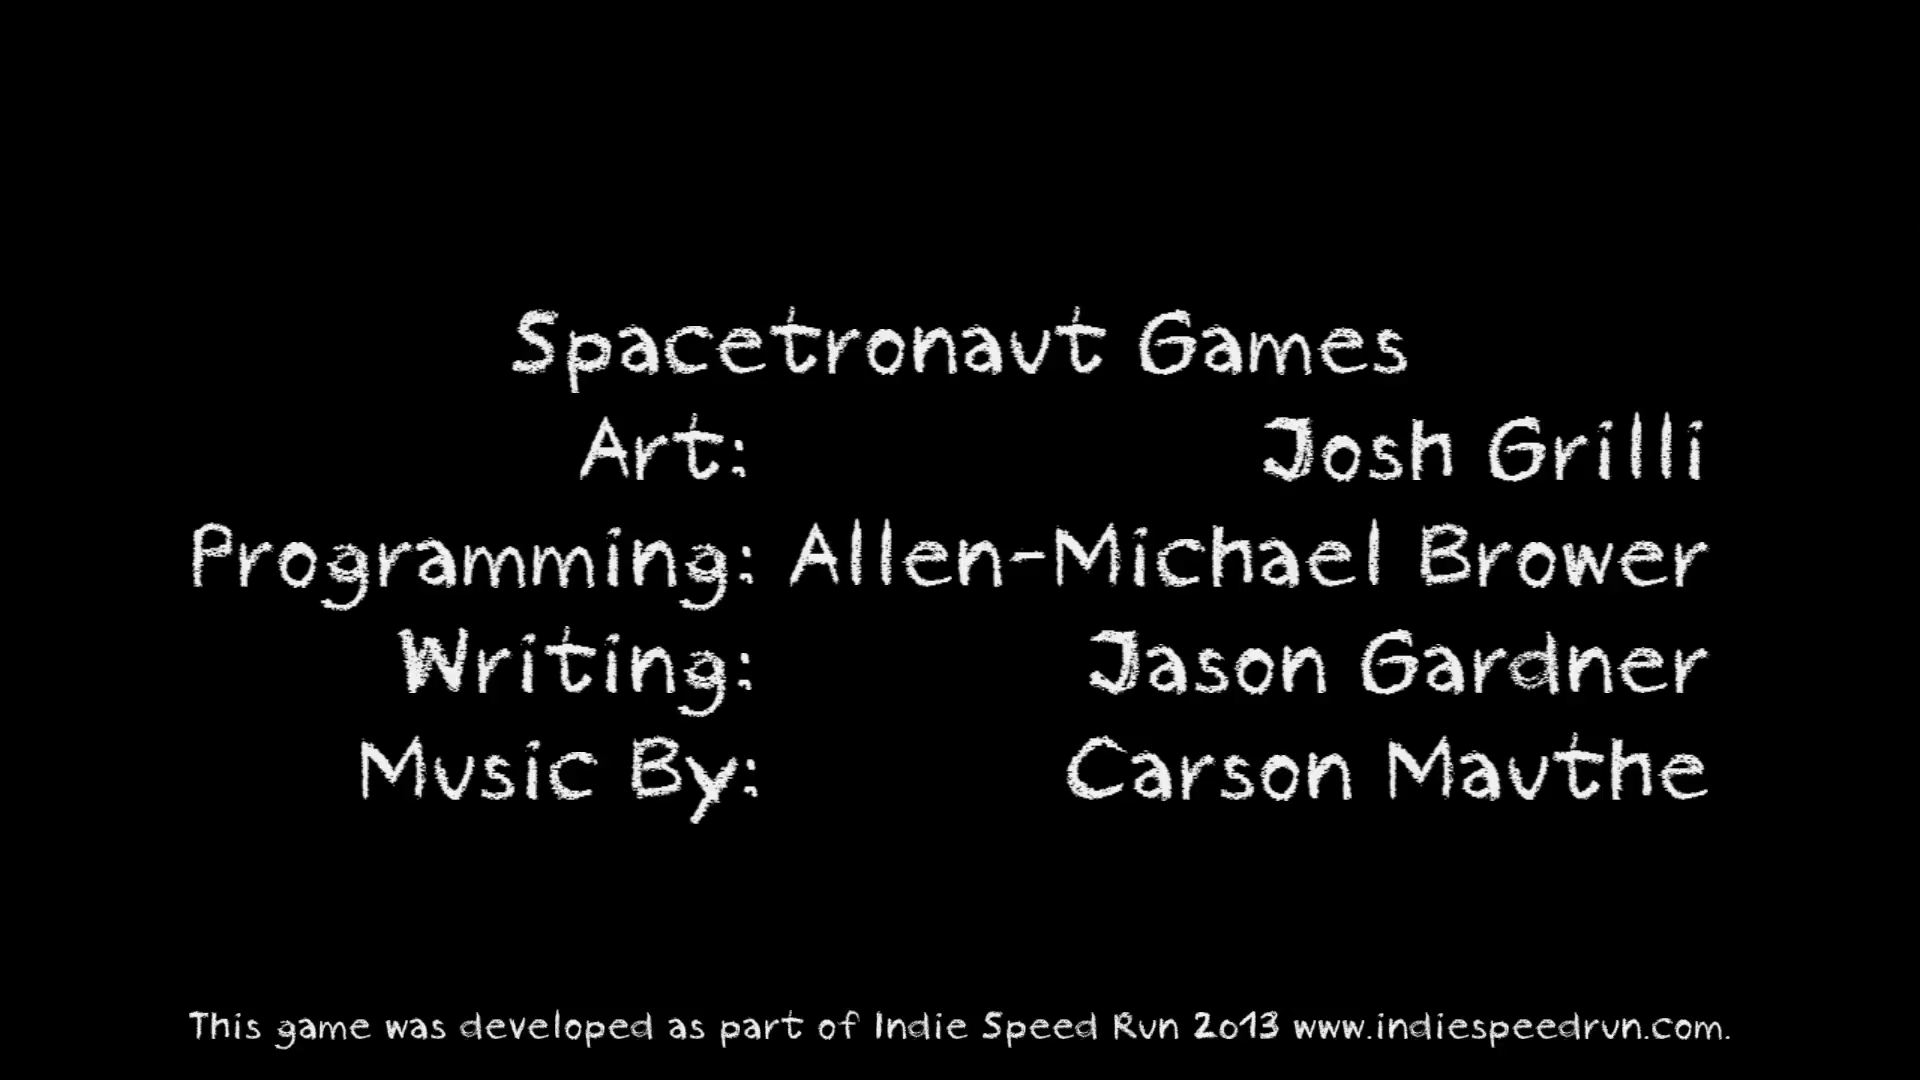 Spacetronaut Games
Art: Josh Grilli
Programming: Allen-Michael Brower
Writing: Jason Gardner
Music By: Carson Mauthe
This game was developed as part of Indie Speed Run 2013 www.indiespeedrun.com.